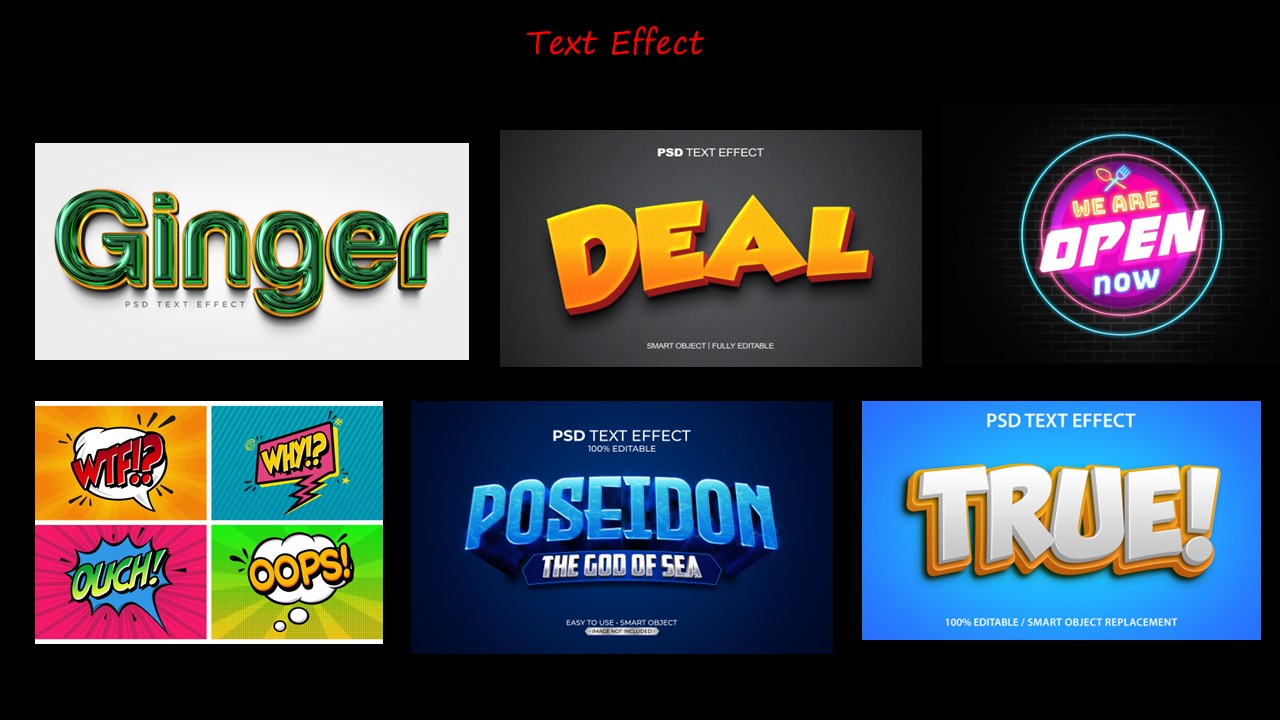 Text Effect
Ginger
PSD TEXT EFFECT
PSD TEXT EFFECT
DEAL
SMART OBJECT | FULLY EDITABLE
WE ARE
OPEN
now
WTF!?
WHY!?
OUCH!
OOPS!
PSD TEXT EFFECT
100% EDITABLE
POSEIDON
THE GOD OF SEA
EASY TO USE - SMART OBJECT
- IMAGE NOT INCLUDED -
PSD TEXT EFFECT
TRUE!
100% EDITABLE / SMART OBJECT REPLACEMENT